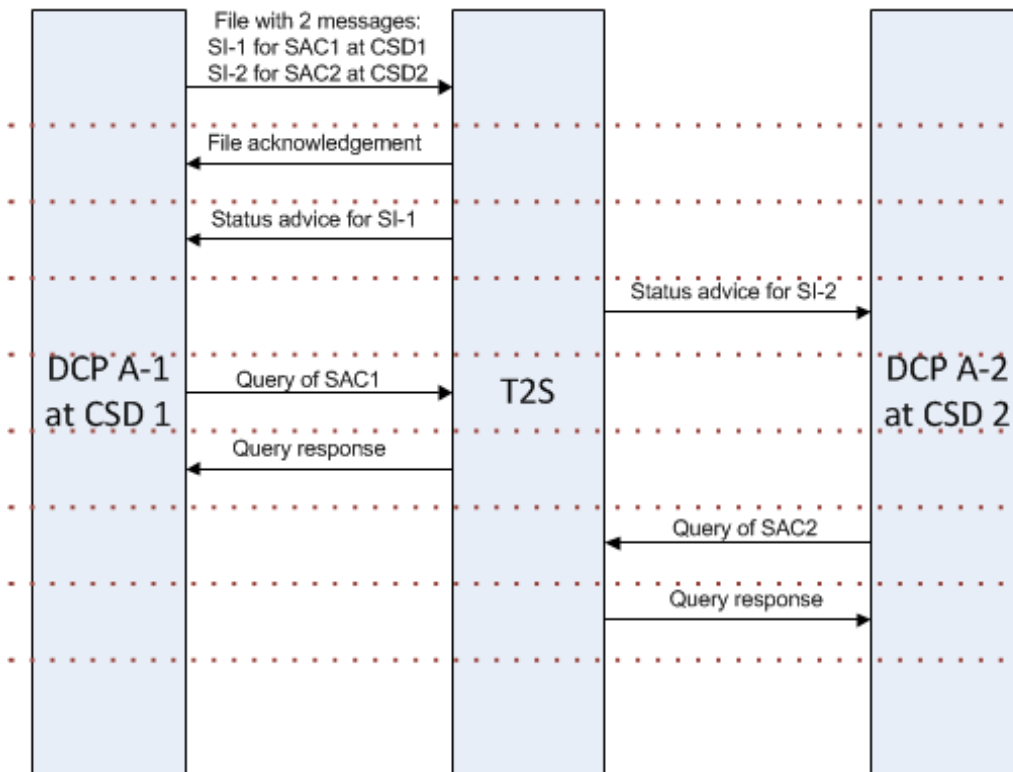 File with 2 messages:
SI-1 for SAC1 at CSD1
SI-2 for SAC2 at CSD2
File acknowledgement
Status advice for SI-1
Status advice for SI-2
DCP A-1
at CSD 1
Query of SAC1
T2S
DCP A-2
at CSD 2
Query response
Query of SAC2
Query response